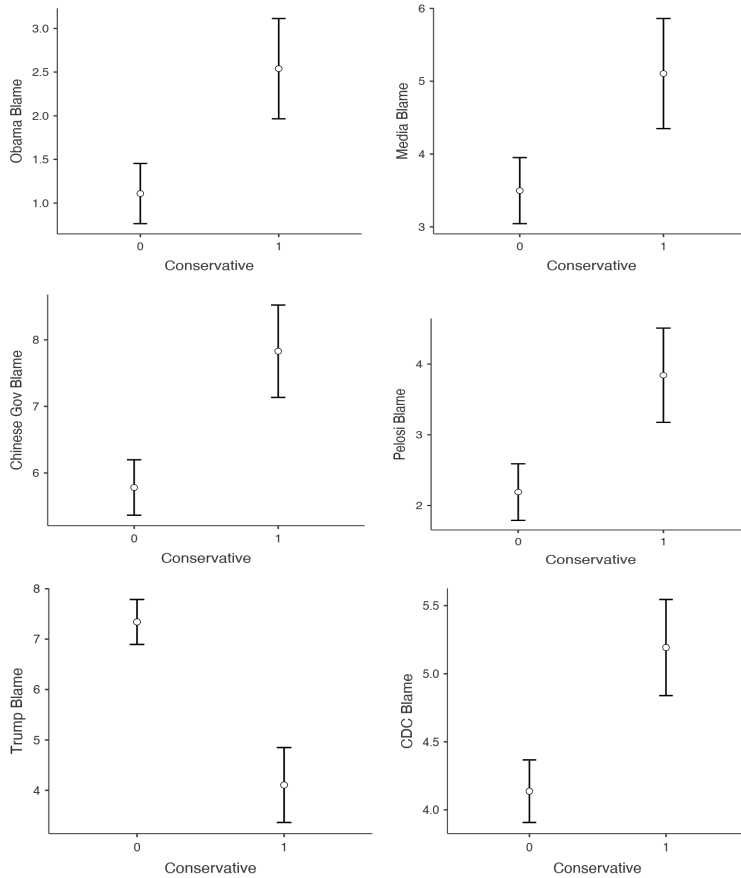 Obama Blame
3.0
2.5
2.0
1.5
1.0
0 1
Conservative
Media Blame
6
5
4
3
0 1
Conservative
Chinese Gov Blame
8
7
6
0 1
Conservative
Pelosi Blame
4
3
2
0 1
Conservative
Trump Blame
8
7
6
5
4
0 1
Conservative
CDC Blame
5.5
5.0
4.5
4.0
0 1
Conservative